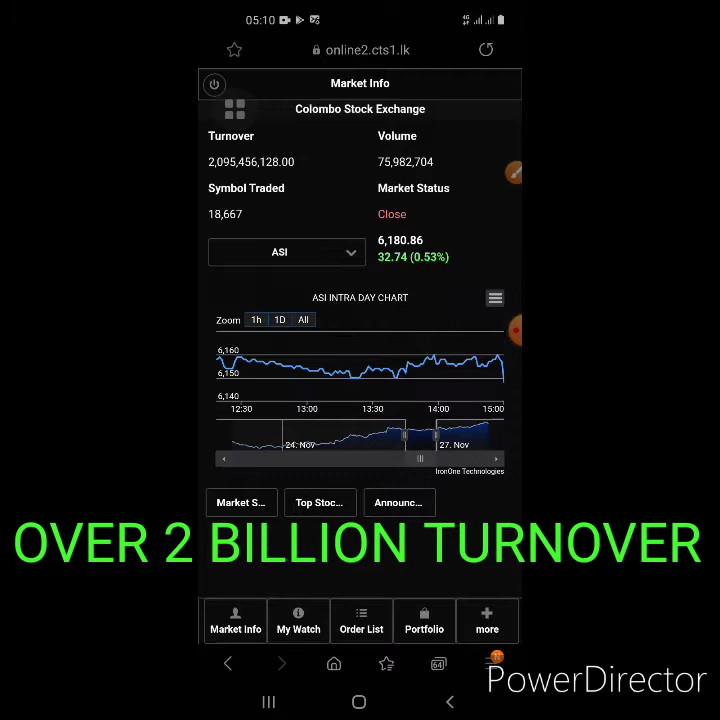 05:10
4G
online2.cts1.lk
Market Info
Colombo Stock Exchange
Turnover Volume
2,095,456,128.00 75,982,704
Symbol Traded Market Status
18,667 Close
6,180.86
ASI
32.74 (0.53%)
ASI INTRA DAY CHART
Zoom 1h 1D All
6,160
6,150
6,140
12:30 13:00 13:30 14:00 15:00
24. Nov 27. Nov
IronOne Technologies
Market S... Top Stoc... Announc...
OVER 2 BILLION TURNOVER
Market Info My Watch Order List Portfolio more
64
PowerDirector